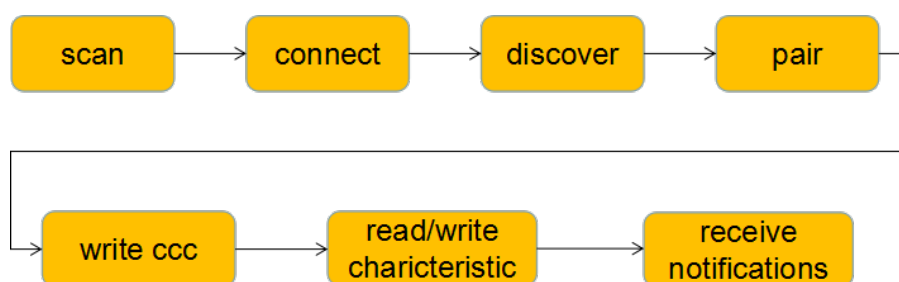 scan
connect
discover
pair
write ccc
read/write
charicteristic
receive
notifications